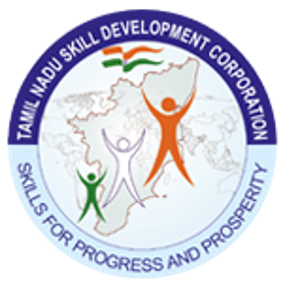 TAMIL NADU SKILL DEVELOPMENT CORPORATION
SKILLS FOR PROGRESS AND PROSPERITY